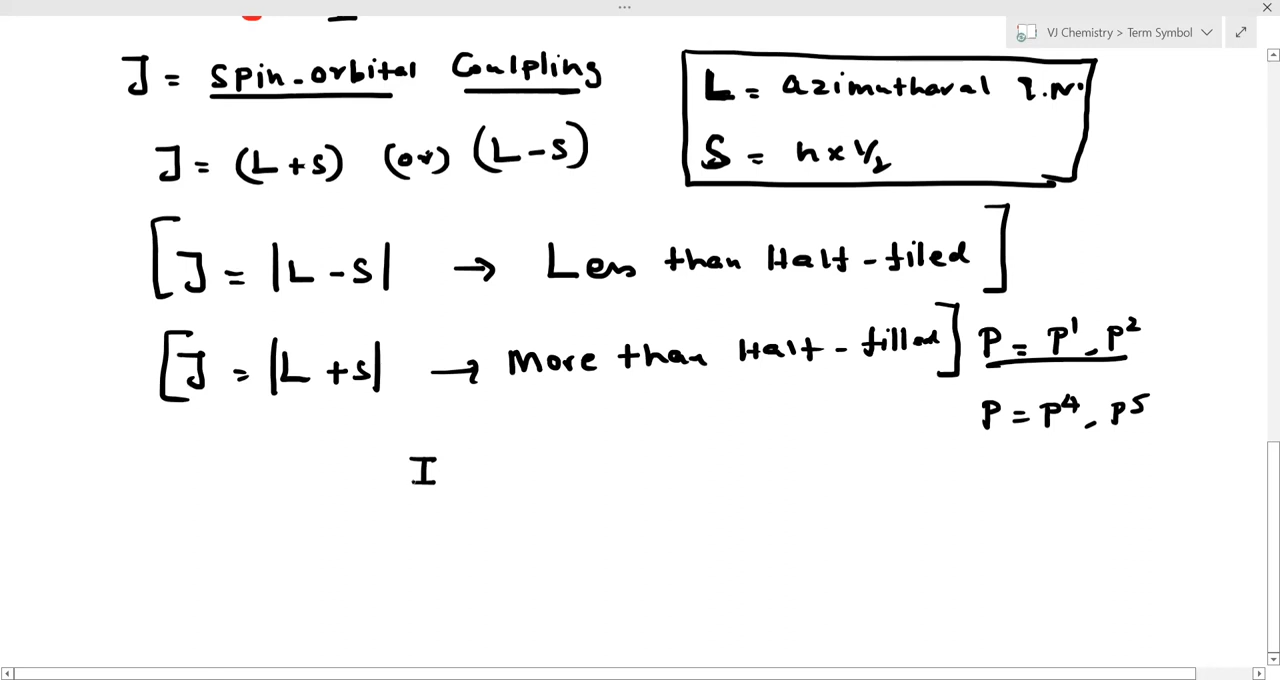 VJ Chemistry > Term Symbol
J = Spin-orbital Coulpling
J = (L+S) (or) (L-S)
L = azimutharal q.N.
S = n x 1/2
[J = |L-S| → Less than Half-filed]
[J = |L+S| → More than Half-filled]
P = P¹, P²
P = P⁴, P⁵
I